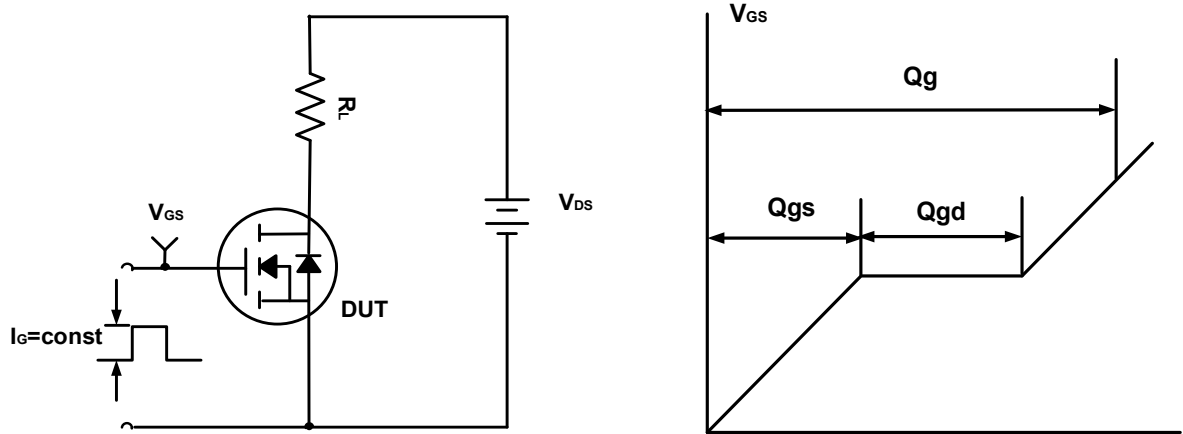 RL
VGS
VDS
DUT
IG=const
VGS
Qg
Qgs
Qgd